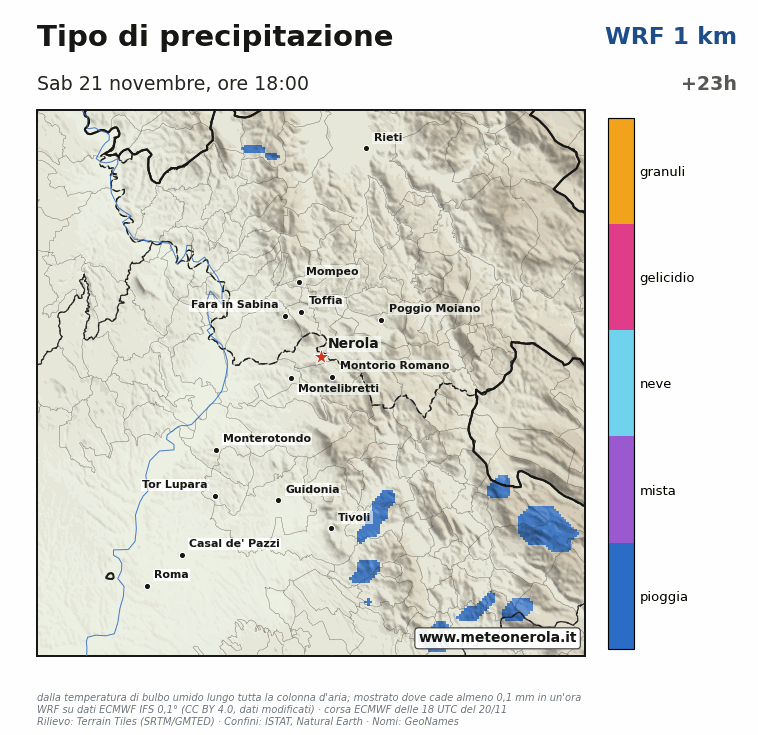 Tipo di precipitazione
WRF 1 km
Sab 21 novembre, ore 18:00
+23h
Rieti
Mompeo
Fara in Sabina
Toffia
Poggio Moiano
Nerola
Montorio Romano
Montelibretti
Monterotondo
Tor Lupara
Guidonia
Tivoli
Casal de' Pazzi
Roma
www.meteonerola.it
granuli
gelicidio
neve
mista
pioggia
dalla temperatura di bulbo umido lungo tutta la colonna d'aria; mostrato dove cade almeno 0,1 mm in un'ora
WRF su dati ECMWF IFS 0,1° (CC BY 4.0, dati modificati) · corsa ECMWF delle 18 UTC del 20/11
Rilievo: Terrain Tiles (SRTM/GMTED) · Confini: ISTAT, Natural Earth · Nomi: GeoNames